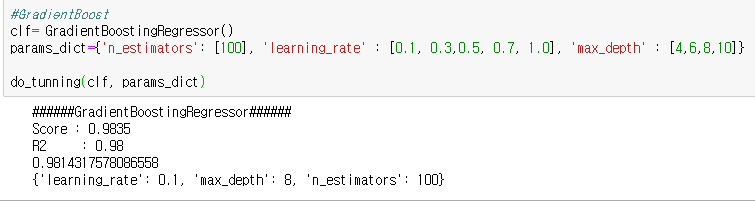 #GradientBoost
clf= GradientBoostingRegressor()
params_dict={'n_estimators': [100], 'learning_rate' : [0.1, 0.3,0.5, 0.7, 1.0], 'max_depth' : [4,6,8,10]}
do_tunning(clf, params_dict)
######GradientBoostingRegressor######
Score : 0.9835
R2 : 0.98
0.9814317578086558
{'learning_rate': 0.1, 'max_depth': 8, 'n_estimators': 100}